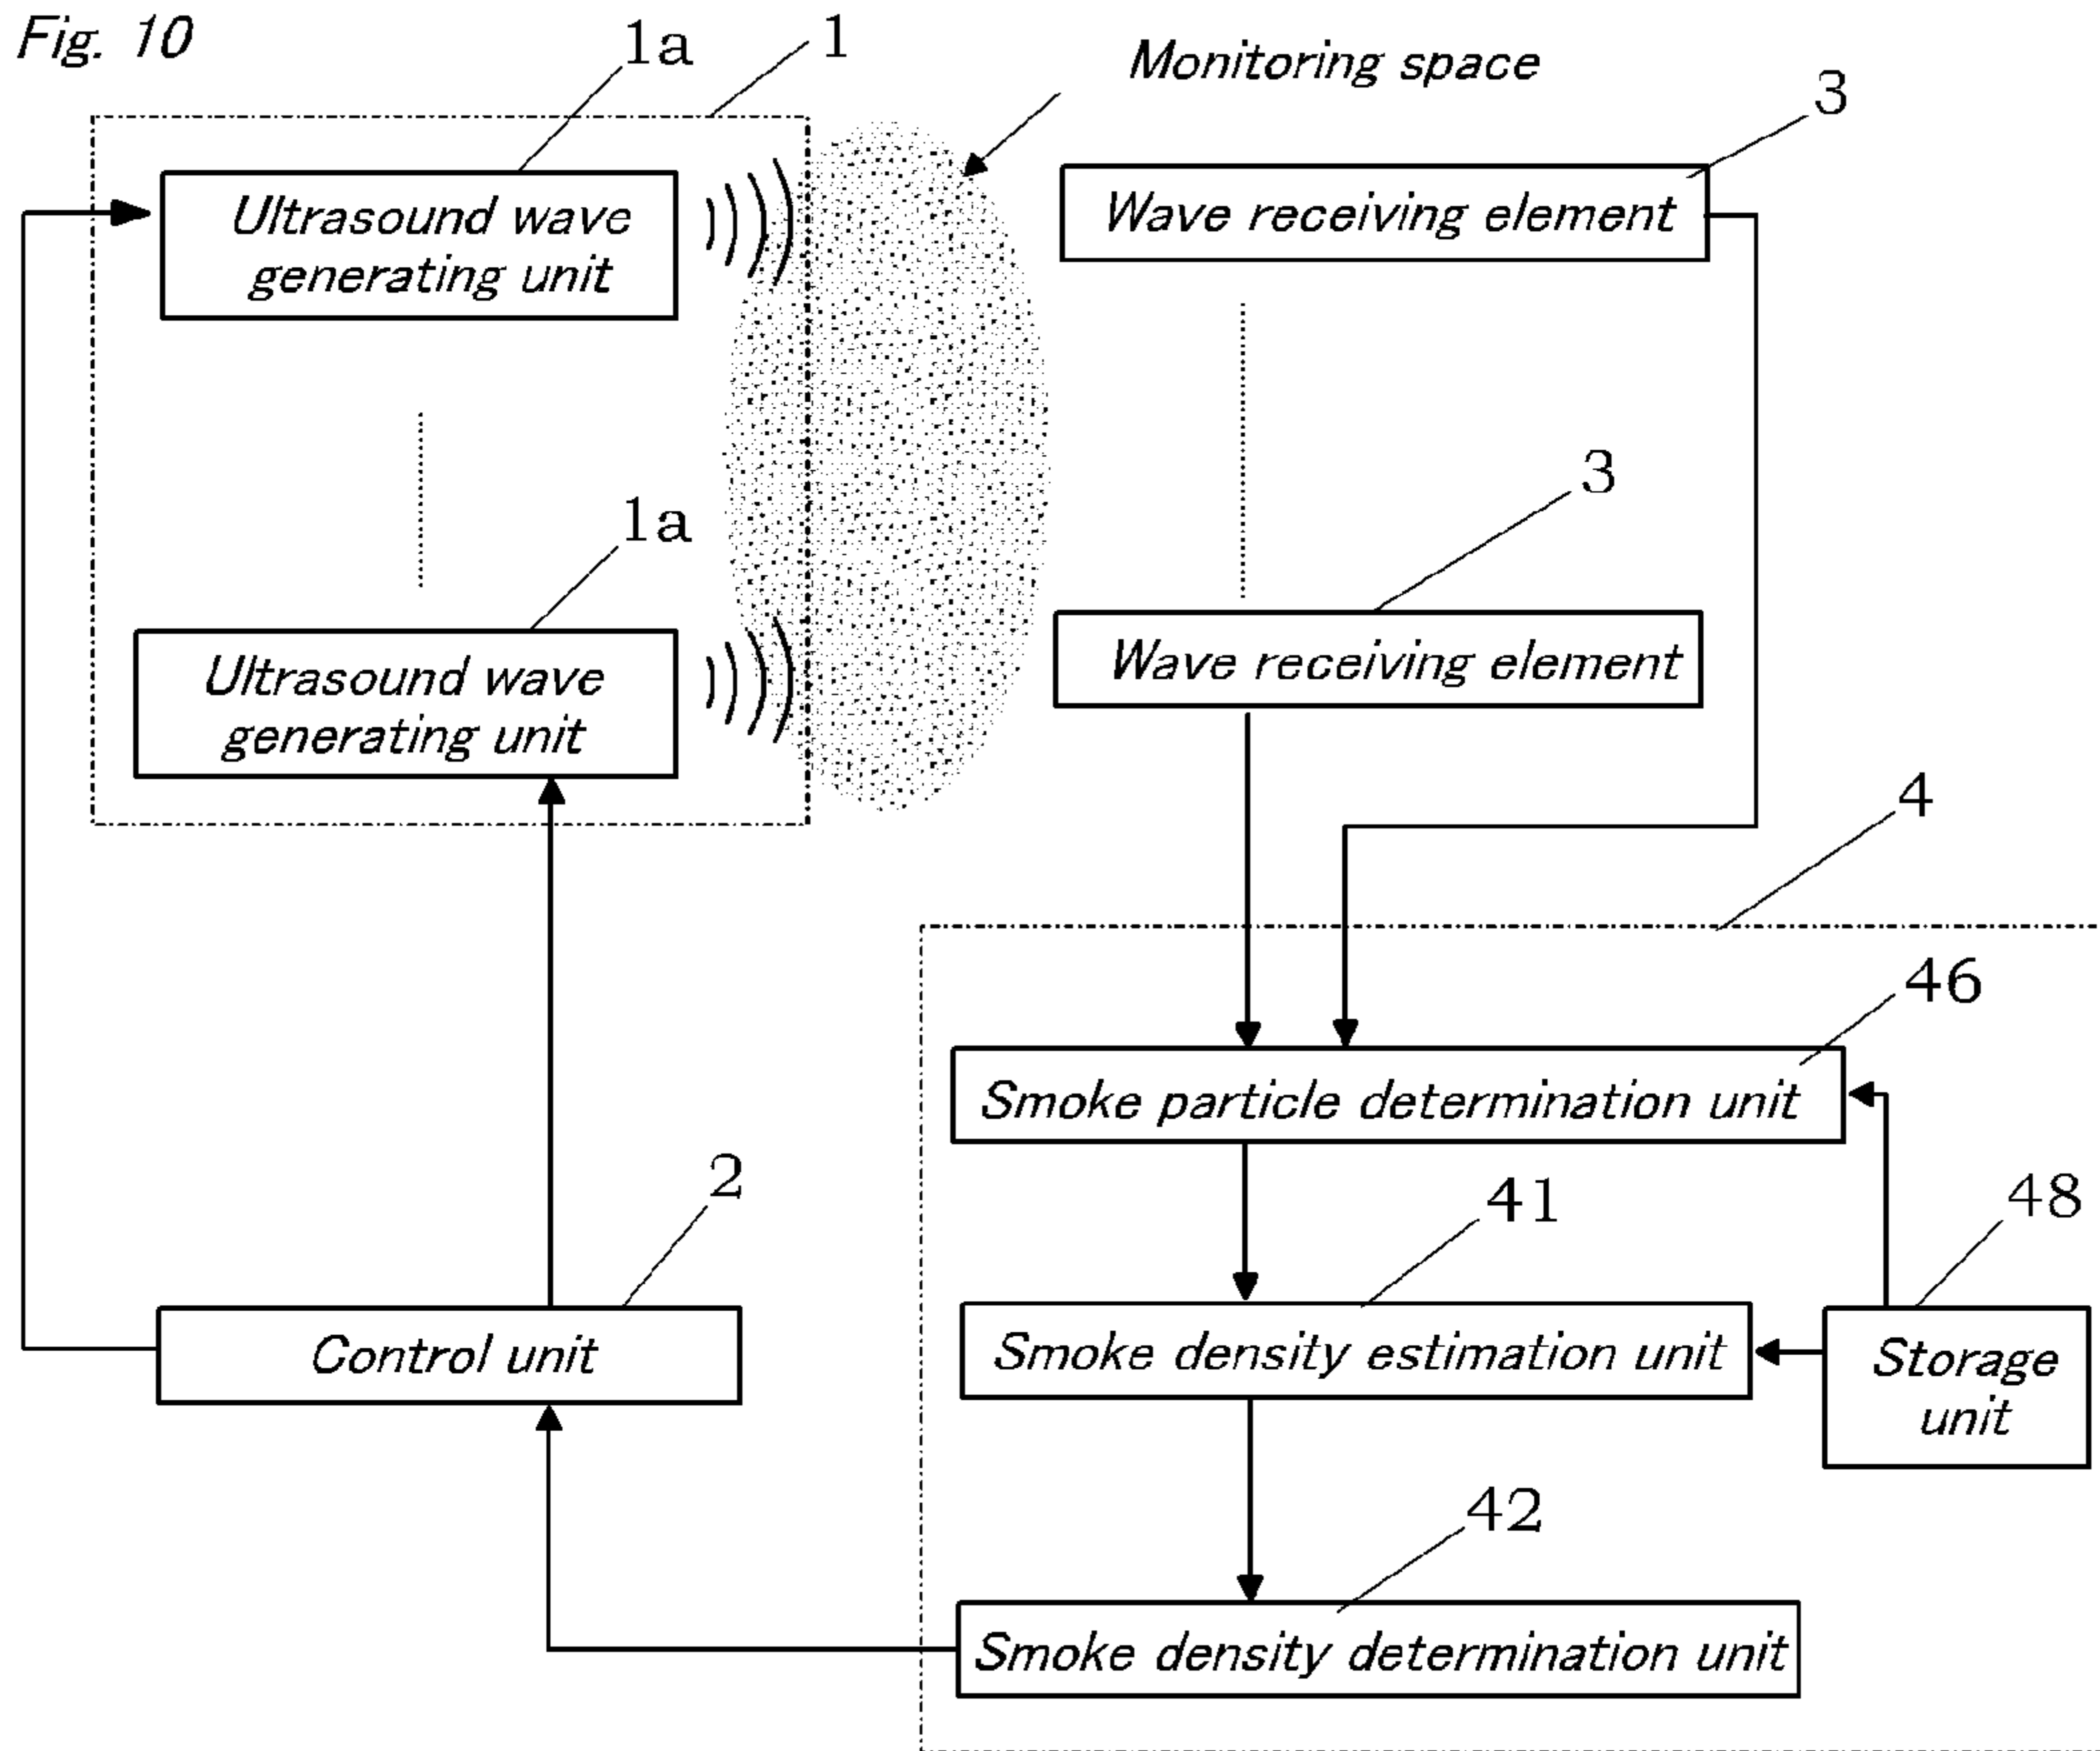 Fig. 10
1a
1
Monitoring space
3
Ultrasound wave
generating unit
Wave receiving element
3
1a
Ultrasound wave
generating unit
Wave receiving element
4
46
Smoke particle determination unit
2
41
48
Control unit
Smoke density estimation unit
Storage
unit
42
Smoke density determination unit